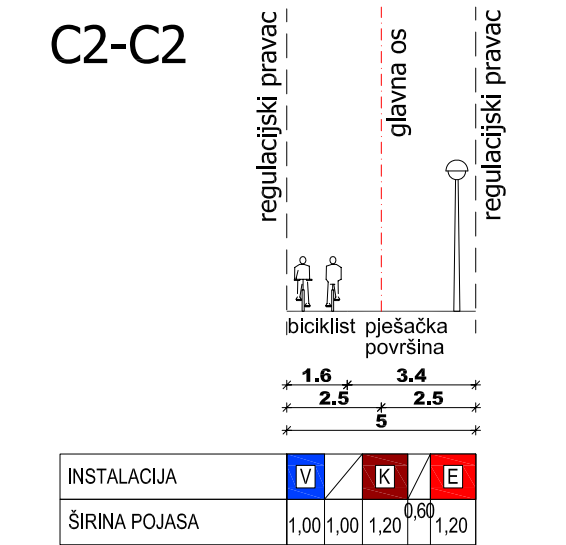 C2-C2
regulacijski pravac
glavna os
regulacijski pravac
biciklist pješačka
površina
1.6 3.4
2.5 2.5
5
INSTALACIJA V K E
ŠIRINA POJASA 1,00 1,00 1,20 0,60 1,20